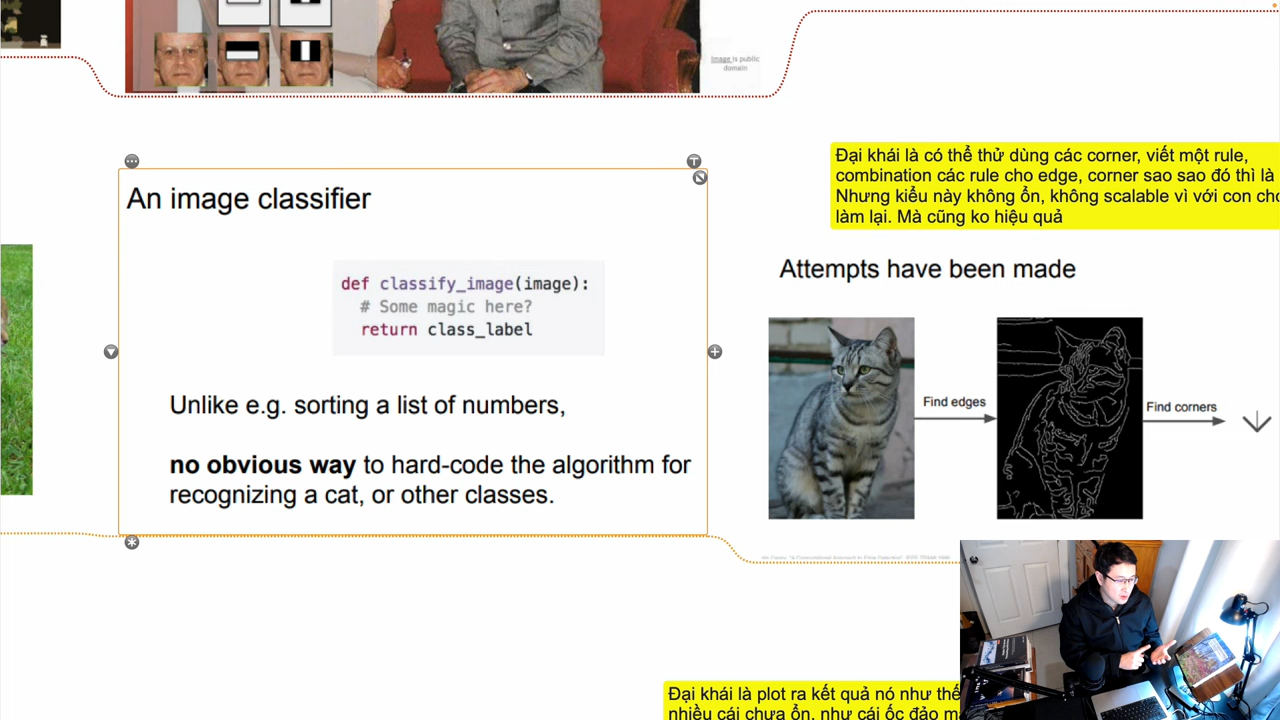 Image is public
domain
Đại khái là có thể thử dùng các corner, viết một rule,
combination các rule cho edge, corner sao sao đó thì là
Nhưng kiểu này không ổn, không scalable vì với con
làm lại. Mà cũng ko hiệu quả
An image classifier
def classify_image(image):
# Some magic here?
return class_label
Unlike e.g. sorting a list of numbers,
no obvious way to hard-code the algorithm for
recognizing a cat, or other classes.
Attempts have been made
Find edges
Find corners
Đại khái là plot ra kết quả nó như thế
nhiều cái chưa ổn, như cái ốc đảo